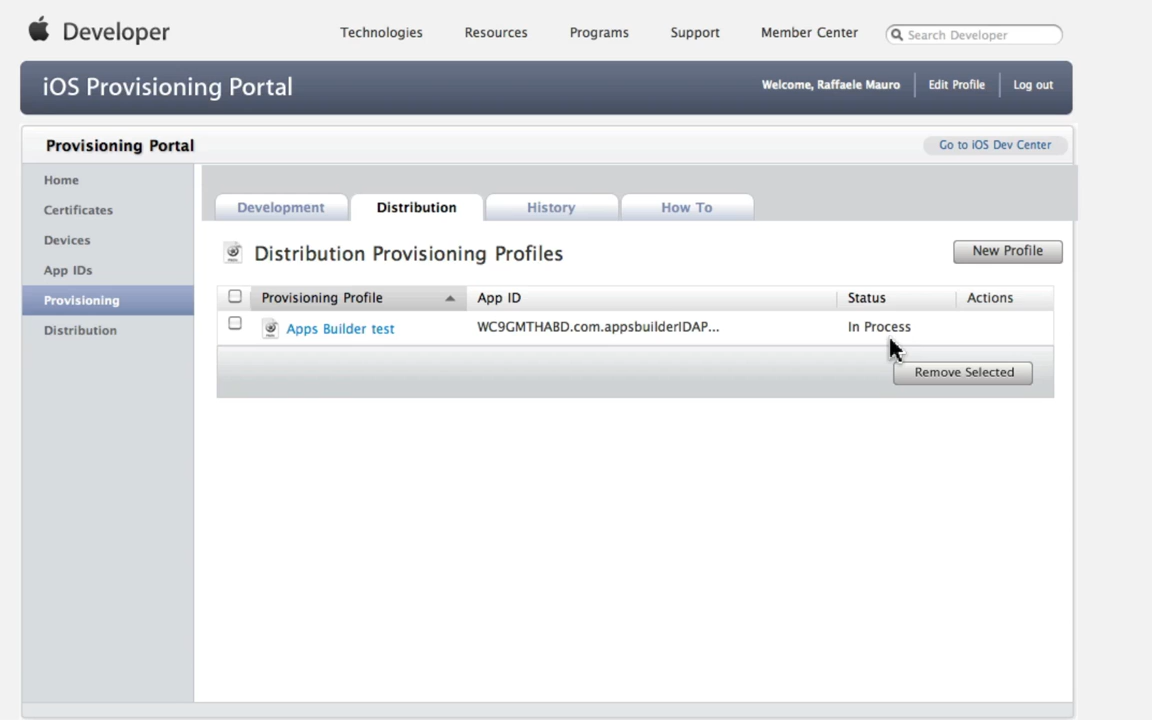 Developer
Technologies Resources Programs Support Member Center Search Developer
iOS Provisioning Portal
Welcome, Raffaele Mauro Edit Profile Log out
Provisioning Portal
Go to iOS Dev Center
Home
Certificates
Devices
App IDs
Provisioning
Distribution
Development Distribution History How To
Distribution Provisioning Profiles
New Profile
Provisioning Profile App ID Status Actions
Apps Builder test WC9GMTHABD.com.appsbuilderIDAP... In Process
Remove Selected